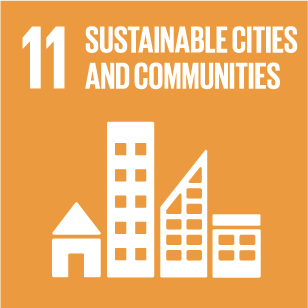 11 SUSTAINABLE CITIES
AND COMMUNITIES